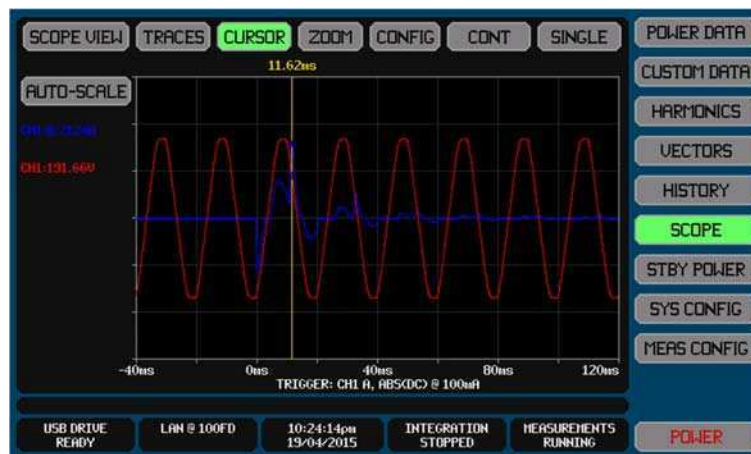 SCOPE VIEW TRACES CURSOR ZOOM CONFIG CONT SINGLE
POWER DATA
CUSTOM DATA
HARMONICS
VECTORS
HISTORY
SCOPE
STBY POWER
SYS CONFIG
MEAS CONFIG
POWER
11.62ms
AUTO-SCALE
CH1:191.66V
-40ms 0ms 40ms 80ms 120ms
TRIGGER: CH1 A, ABS(DC) @ 100mA
USB DRIVE
READY
LAN @ 100FD
10:24:14pm
19/04/2015
INTEGRATION
STOPPED
MEASUREMENTS
RUNNING